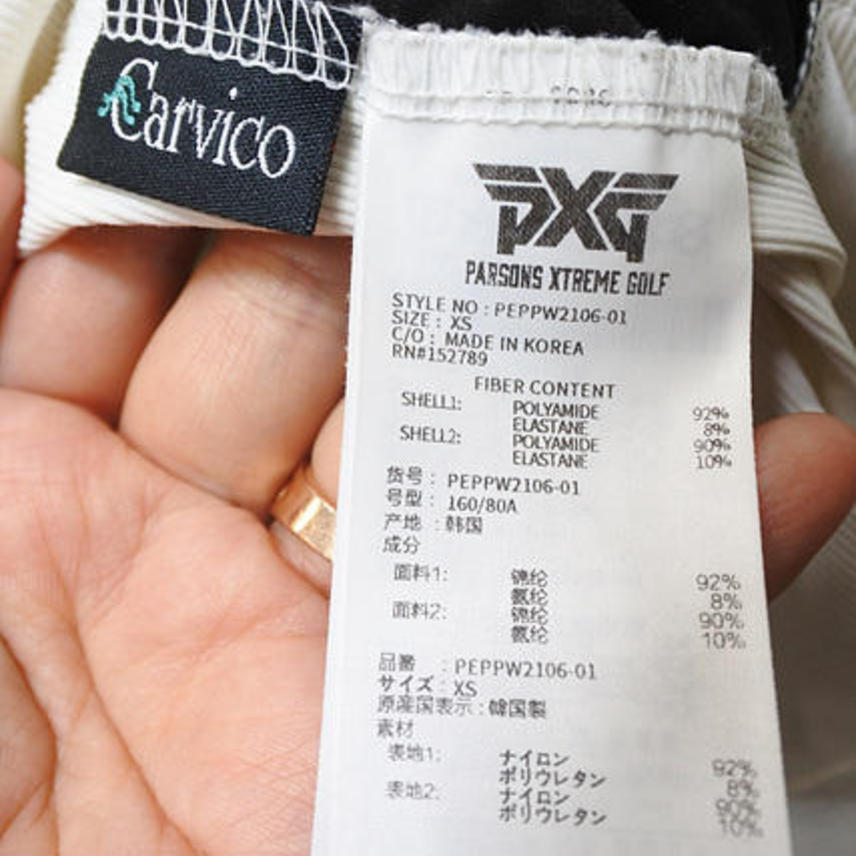 Carvico
PXG
PARSONS XTREME GOLF
STYLE NO : PEPPW2106-01
SIZE : XS
C/O : MADE IN KOREA
RN#152789
FIBER CONTENT
SHELL1: POLYAMIDE 92%
ELASTANE 8%
SHELL2: POLYAMIDE 90%
ELASTANE 10%
货号 : PEPPW2106-01
号型 : 160/80A
产地 : 韩国
成分
面料1: 锦纶 92%
氨纶 8%
面料2: 锦纶 90%
氨纶 10%
品番 : PEPPW2106-01
サイズ : XS
原産国表示 : 韓国製
素材
表地1: ナイロン 92%
ポリウレタン 8%
表地2: ナイロン 90%
ポリウレタン 10%